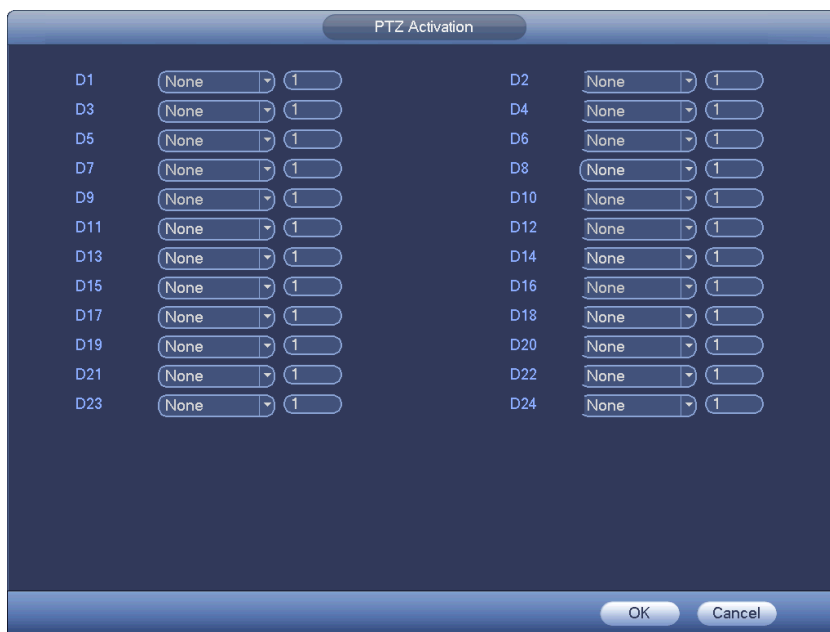 PTZ Activation
D1 None 1 D2 None 1
D3 None 1 D4 None 1
D5 None 1 D6 None 1
D7 None 1 D8 None 1
D9 None 1 D10 None 1
D11 None 1 D12 None 1
D13 None 1 D14 None 1
D15 None 1 D16 None 1
D17 None 1 D18 None 1
D19 None 1 D20 None 1
D21 None 1 D22 None 1
D23 None 1 D24 None 1
OK Cancel